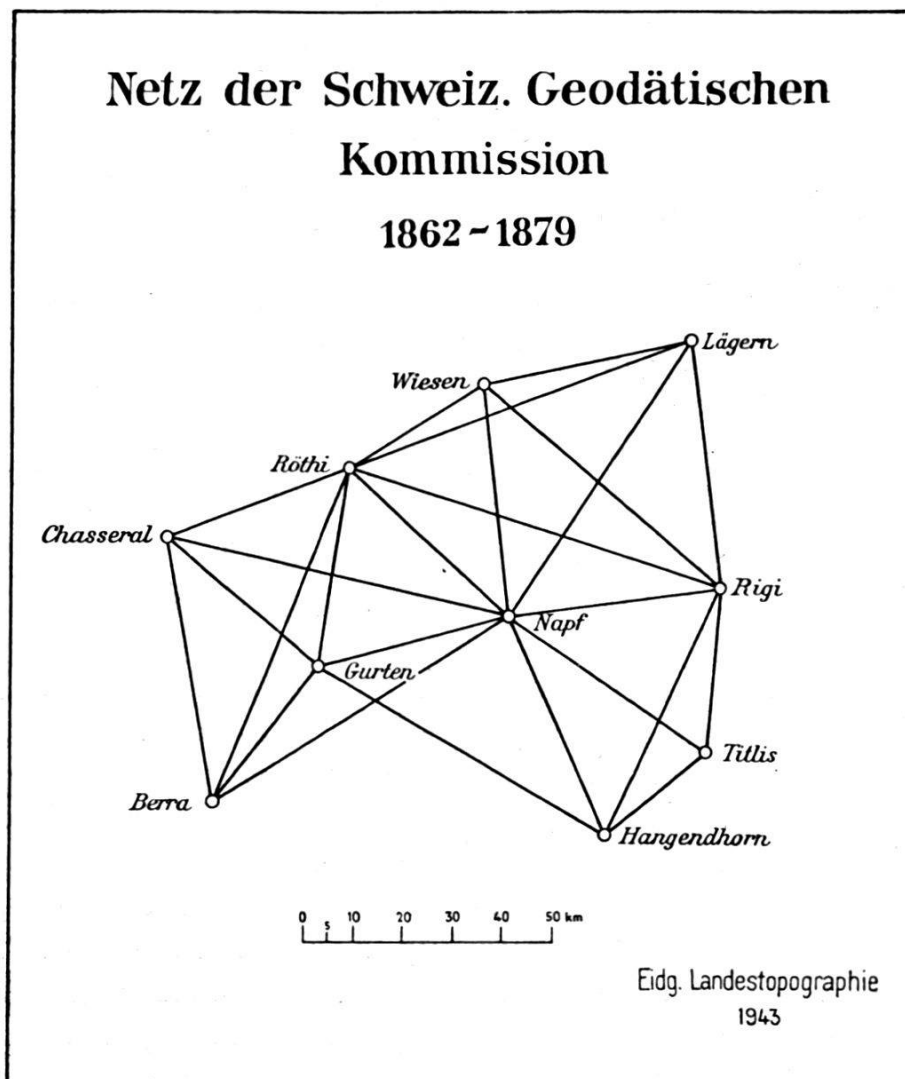 Netz der Schweiz. Geodätischen
Kommission
1862 ~ 1879
Lägern
Wiesen
Röthi
Chasseral
Rigi
Napf
Gurten
Titlis
Berra
Hangendhorn
0 5 10 20 30 40 50 km
Eidg. Landestopographie
1943